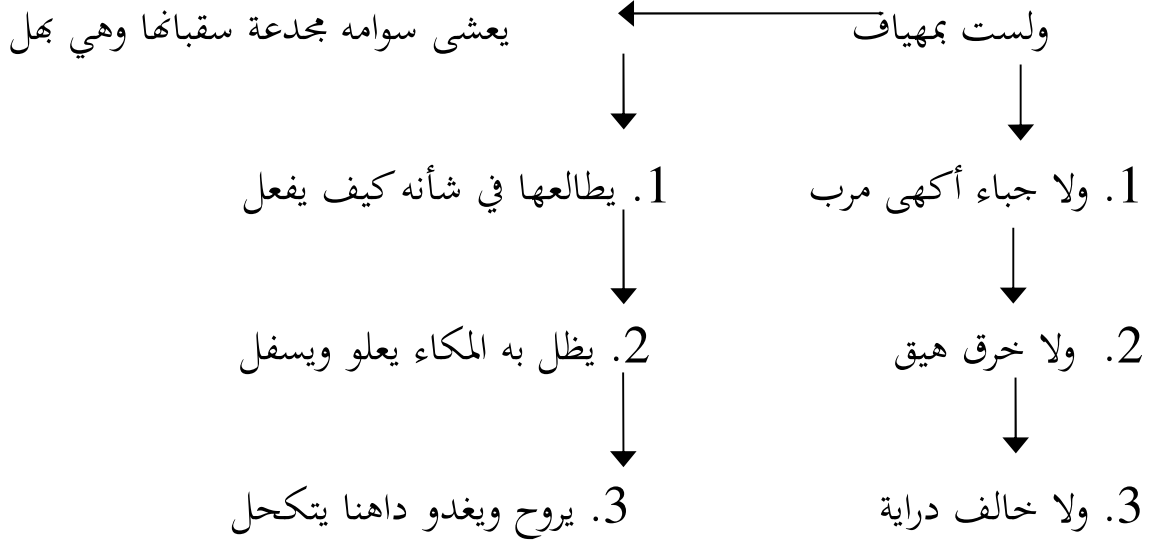 ولست بمهياف يعشى سوامه مجدعة سقبانها وهي بهل
1. ولا جباء أكهى مرب 1. يطالعها في شأنه كيف يفعل
2. ولا خرق هيق 2. يظل به المكاء يعلو ويسفل
3. ولا خالف دراية 3. يروح ويغدو داهنا يتكحل